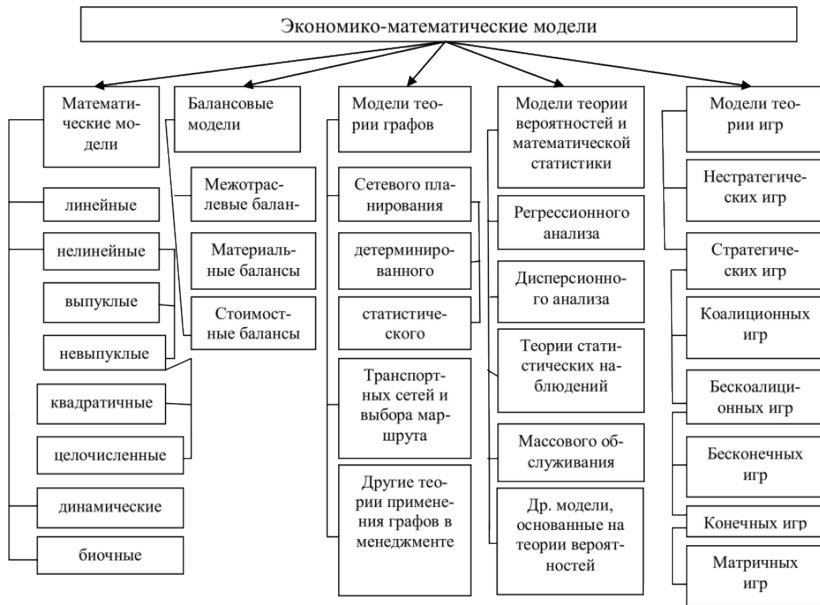 Экономико-математические модели
Математи-
ческие мо-
дели
линейные
нелинейные
выпуклые
невыпуклые
квадратичные
целочисленные
динамические
биочные
Балансовые
модели
Межотрас-
левые балан-
Материаль-
ные балансы
Стоимост-
ные балансы
Модели тео-
рии графов
Сетевого пла-
нирования
детерминиро-
ванного
статистиче-
ского
Транспорт-
ных сетей и
выбора мар-
шрута
Другие тео-
рии примене-
ния графов в
менеджменте
Модели теории
вероятностей и
математической
статистики
Регрессионного
анализа
Дисперсионно-
го анализа
Теории стати-
стических на-
блюдений
Массового об-
служивания
Др. модели,
основанные на
теории вероят-
ностей
Модели тео-
рии игр
Нестратегиче-
ских игр
Стратегиче-
ских игр
Коалиционных
игр
Бескоалици-
онных игр
Бесконечных
игр
Конечных игр
Матричных
игр